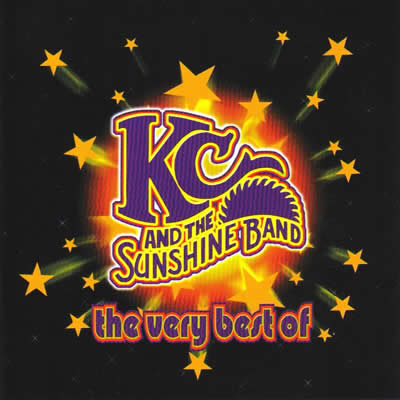 KC
AND THE
SUNSHINE BAND
the very best of